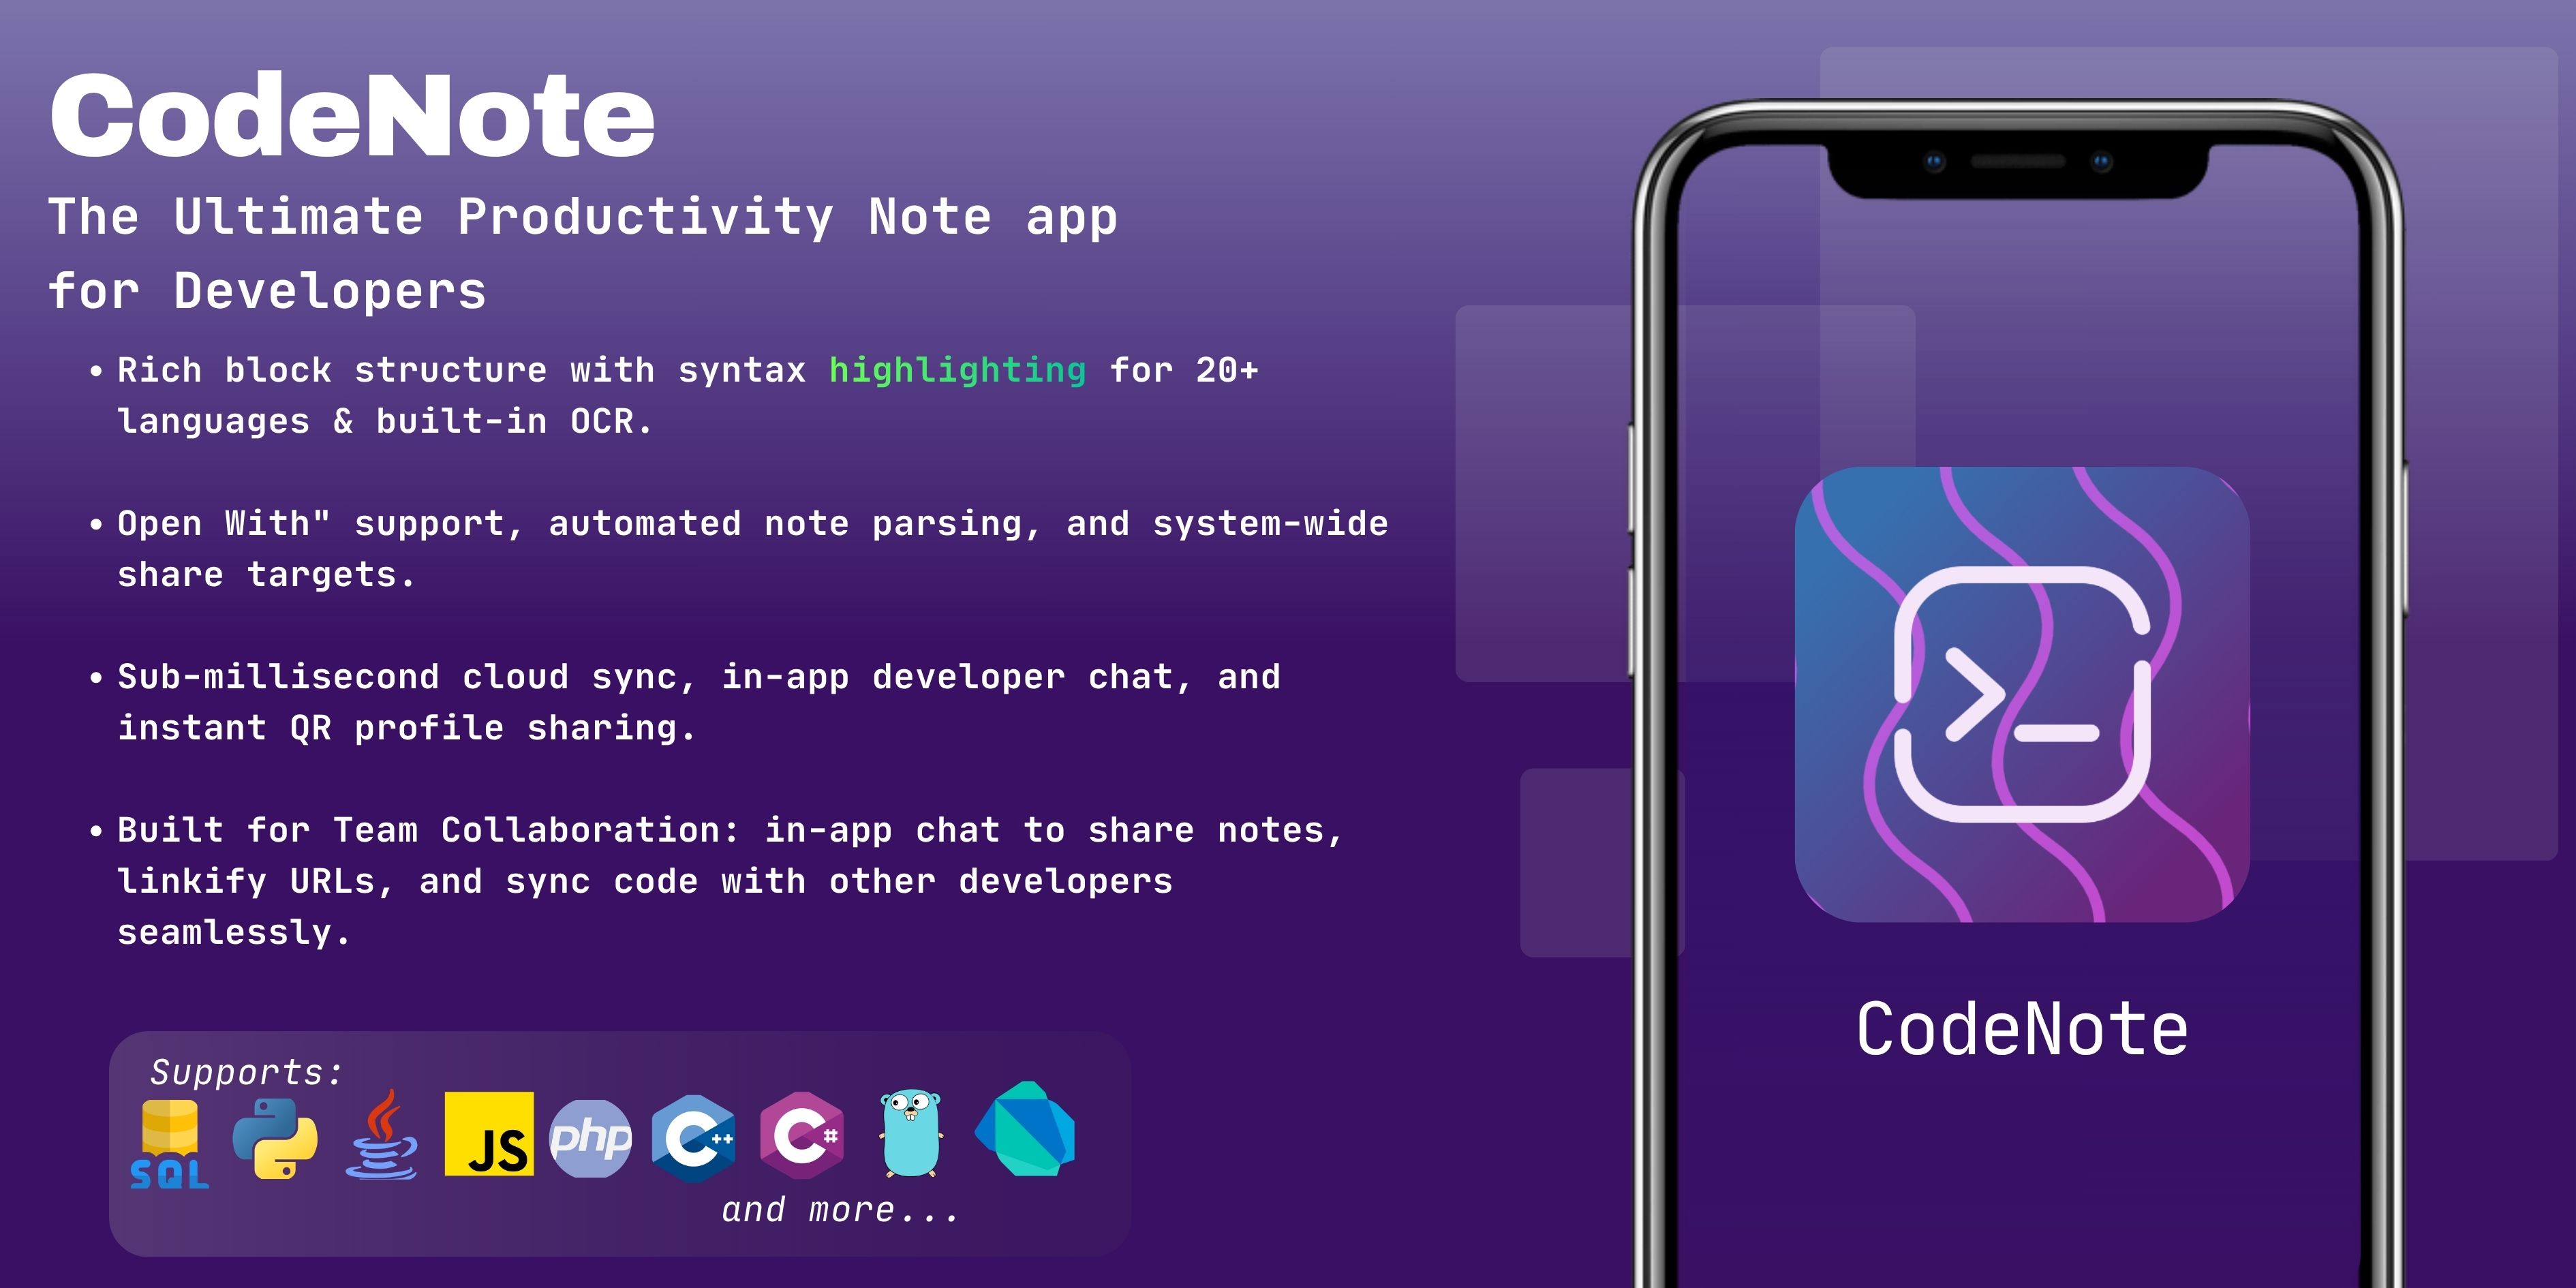 CodeNote
The Ultimate Productivity Note app
for Developers
• Rich block structure with syntax highlighting for 20+
languages & built-in OCR.
• Open With" support, automated note parsing, and system-wide
share targets.
• Sub-millisecond cloud sync, in-app developer chat, and
instant QR profile sharing.
• Built for Team Collaboration: in-app chat to share notes,
linkify URLs, and sync code with other developers
seamlessly.
Supports:
SQL
JS
php
C++
C#
and more...
>_
CodeNote